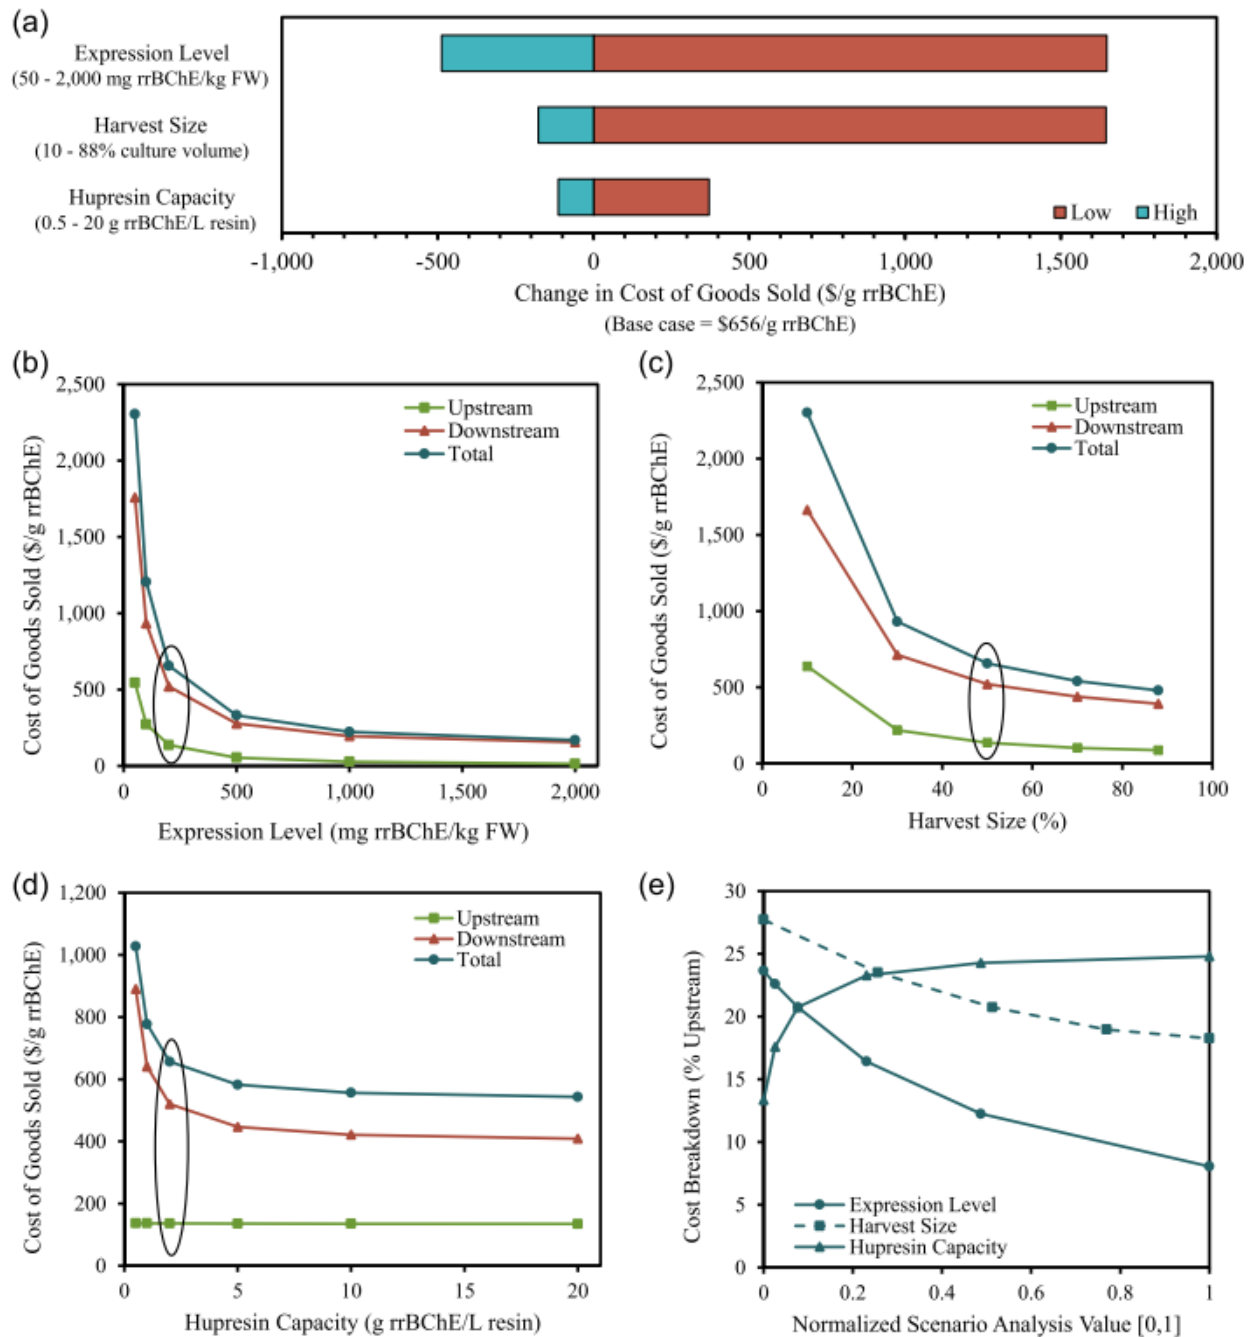 (a)
Expression Level
(50 - 2,000 mg rrBChE/kg FW)
Harvest Size
(10 - 88% culture volume)
Hupresin Capacity
(0.5 - 20 g rrBChE/L resin)
Low
High
-1,000
-500
0
500
1,000
1,500
2,000
Change in Cost of Goods Sold ($/g rrBChE)
(Base case = $656/g rrBChE)
(b)
Cost of Goods Sold ($/g rrBChE)
2,500
2,000
1,500
1,000
500
0
Upstream
Downstream
Total
0
500
1,000
1,500
2,000
Expression Level (mg rrBChE/kg FW)
(c)
Cost of Goods Sold ($/g rrBChE)
2,500
2,000
1,500
1,000
500
0
Upstream
Downstream
Total
0
20
40
60
80
100
Harvest Size (%)
(d)
Cost of Goods Sold ($/g rrBChE)
1,200
1,000
800
600
400
200
0
Upstream
Downstream
Total
0
5
10
15
20
Hupresin Capacity (g rrBChE/L resin)
(e)
Cost Breakdown (% Upstream)
30
25
20
15
10
5
0
Expression Level
Harvest Size
Hupresin Capacity
0
0.2
0.4
0.6
0.8
1
Normalized Scenario Analysis Value [0,1]